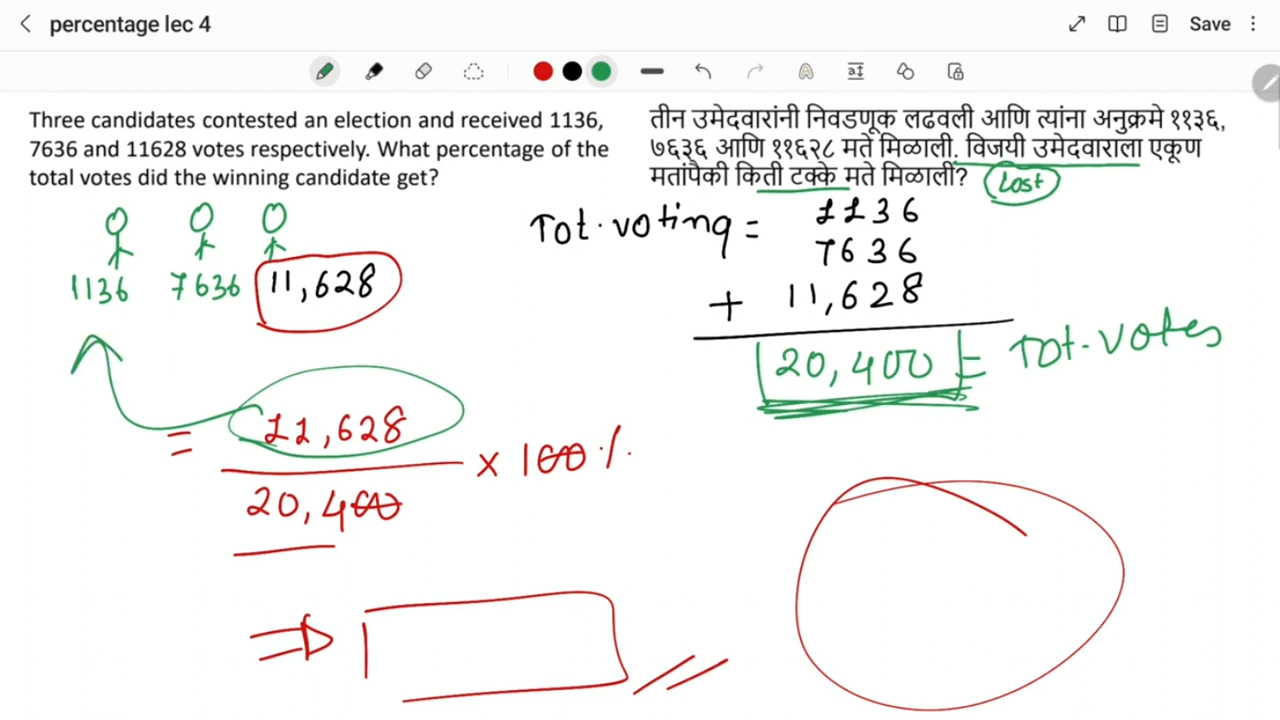 percentage lec 4
Save
Three candidates contested an election and received 1136,
7636 and 11628 votes respectively. What percentage of the
total votes did the winning candidate get?
तीन उमेदवारांनी निवडणूक लढवली आणि त्यांना अनुक्रमे ११३६,
७६३६ आणि ११६२८ मते मिळाली. विजयी उमेदवाराला एकूण
मतांपैकी किती टक्के मते मिळाली?
Lost
1136 7636 11,628
Tot. voting = 1136
7636
+ 11,628
20,400 = Tot. Votes
= 11,628
× 100 %
20,400
⇒